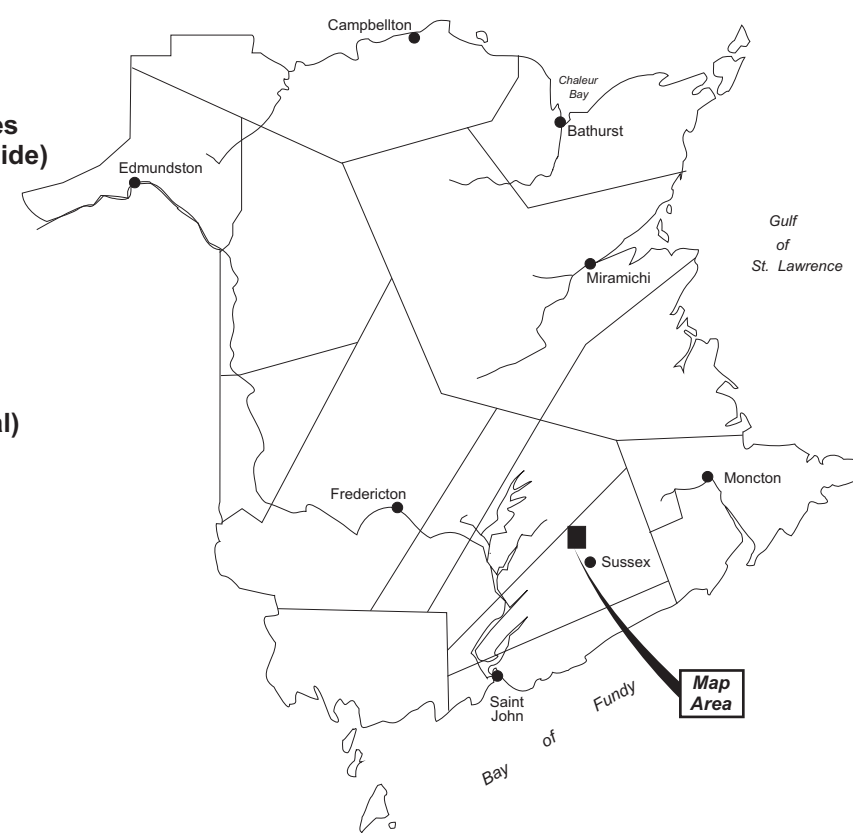 Campbellton
Chaleur
Bay
Bathurst
es
ide)
Edmundston
Gulf
of
St. Lawrence
Miramichi
al)
Fredericton
Moncton
Sussex
Map
Area
Saint
John
Bay of Fundy